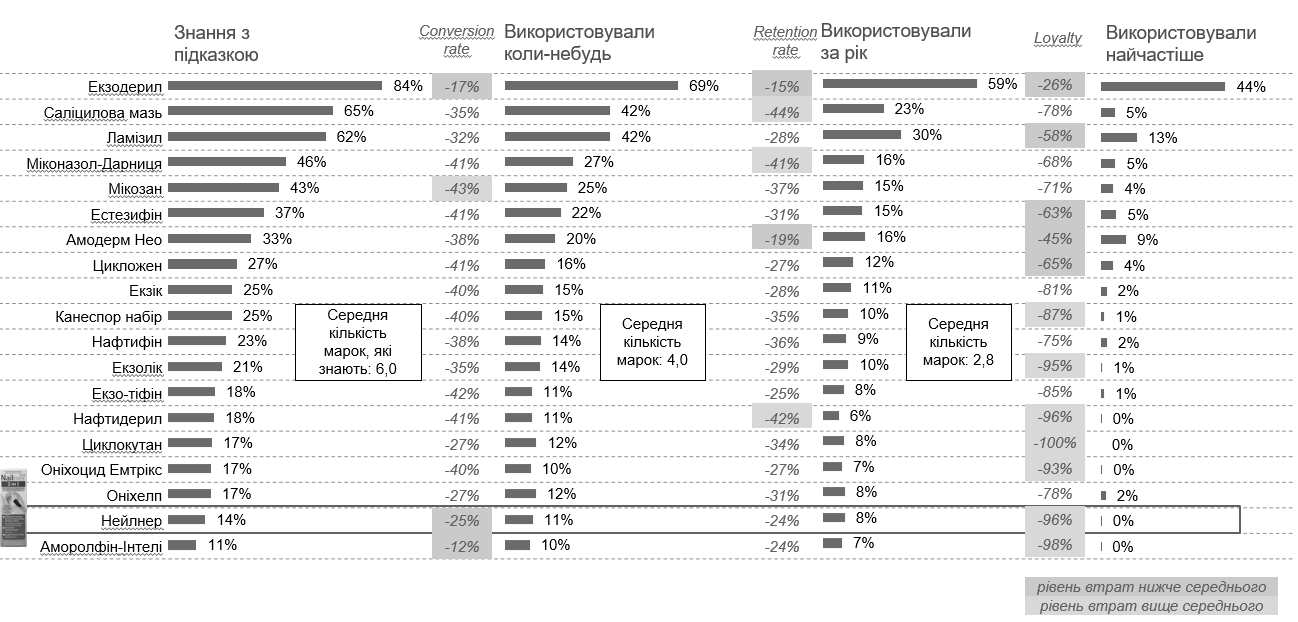 Знання з
підказкою
Conversion
rate
Використовували
коли-небудь
Retention
rate
Використовували
за рік
Loyalty
Використовували
найчастіше
Екзодерил 84% -17% 69% -15% 59% -26% 44%
Саліцилова мазь 65% -35% 42% -44% 23% -78% 5%
Ламізил 62% -32% 42% -28% 30% -58% 13%
Міконазол-Дарниця 46% -41% 27% -41% 16% -68% 5%
Мікозан 43% -43% 25% -37% 15% -71% 4%
Естезифін 37% -41% 22% -31% 15% -63% 5%
Амодерм Нео 33% -38% 20% -19% 16% -45% 9%
Цикложен 27% -41% 16% -27% 12% -65% 4%
Екзік 25% -40% 15% -28% 11% -81% 2%
Канеспор набір 25% -40% 15% -35% 10% -87% 1%
Нафтифін 23% -38% 14% -36% 9% -75% 2%
Екзолік 21% -35% 14% -29% 10% -95% 1%
Екзо-тіфін 18% -42% 11% -25% 8% -85% 1%
Нафтидерил 18% -41% 11% -42% 6% -96% 0%
Циклокутан 17% -27% 12% -34% 8% -100% 0%
Оніхоцид Емтрікс 17% -40% 10% -27% 7% -93% 0%
Оніхелп 17% -27% 12% -31% 8% -78% 2%
Нейлнер 14% -25% 11% -24% 8% -96% 0%
Аморолфін-Інтелі 11% -12% 10% -24% 7% -98% 0%
Середня
кількість
марок, які
знають: 6,0
Середня
кількість
марок: 4,0
Середня
кількість
марок: 2,8
Nail
рівень втрат нижче середнього
рівень втрат вище середнього